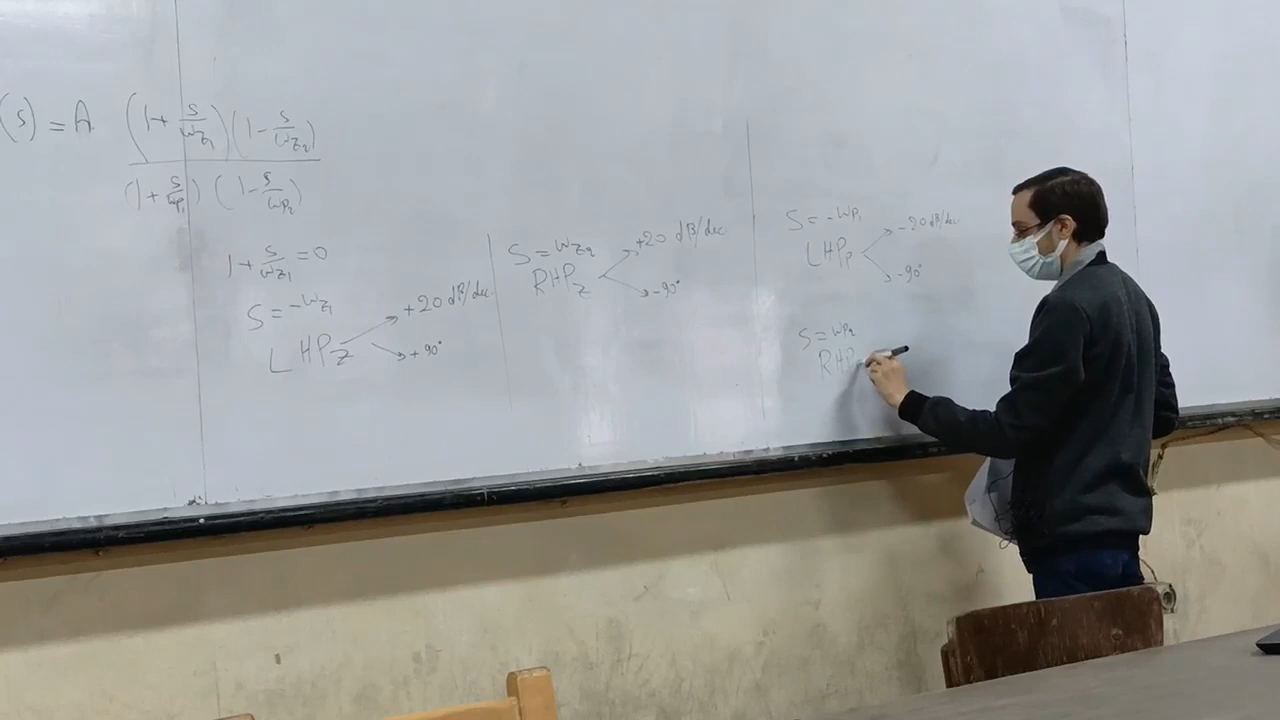 (s) = A (1 + s/ωz1) (1 - s/ωz2)
(1 + s/ωp1) (1 - s/ωp2)
1 + s/ωz1 = 0
S = -ωz1
LHPz
+20 dB/dec
+90°
S = ωz2
RHPz
+20 dB/dec
-90°
S = -ωp1
LHPp
-20 dB/dec
-90°
S = ωp2
RHP